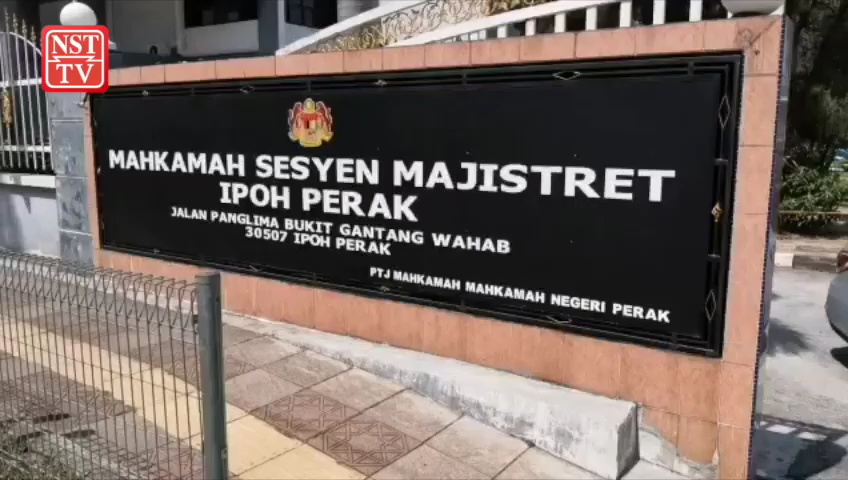 NST
TV
MAHKAMAH SESYEN MAJISTRET
IPOH PERAK
JALAN PANGLIMA BUKIT GANTANG WAHAB
30507 IPOH PERAK
PTJ MAHKAMAH MAHKAMAH NEGERI PERAK